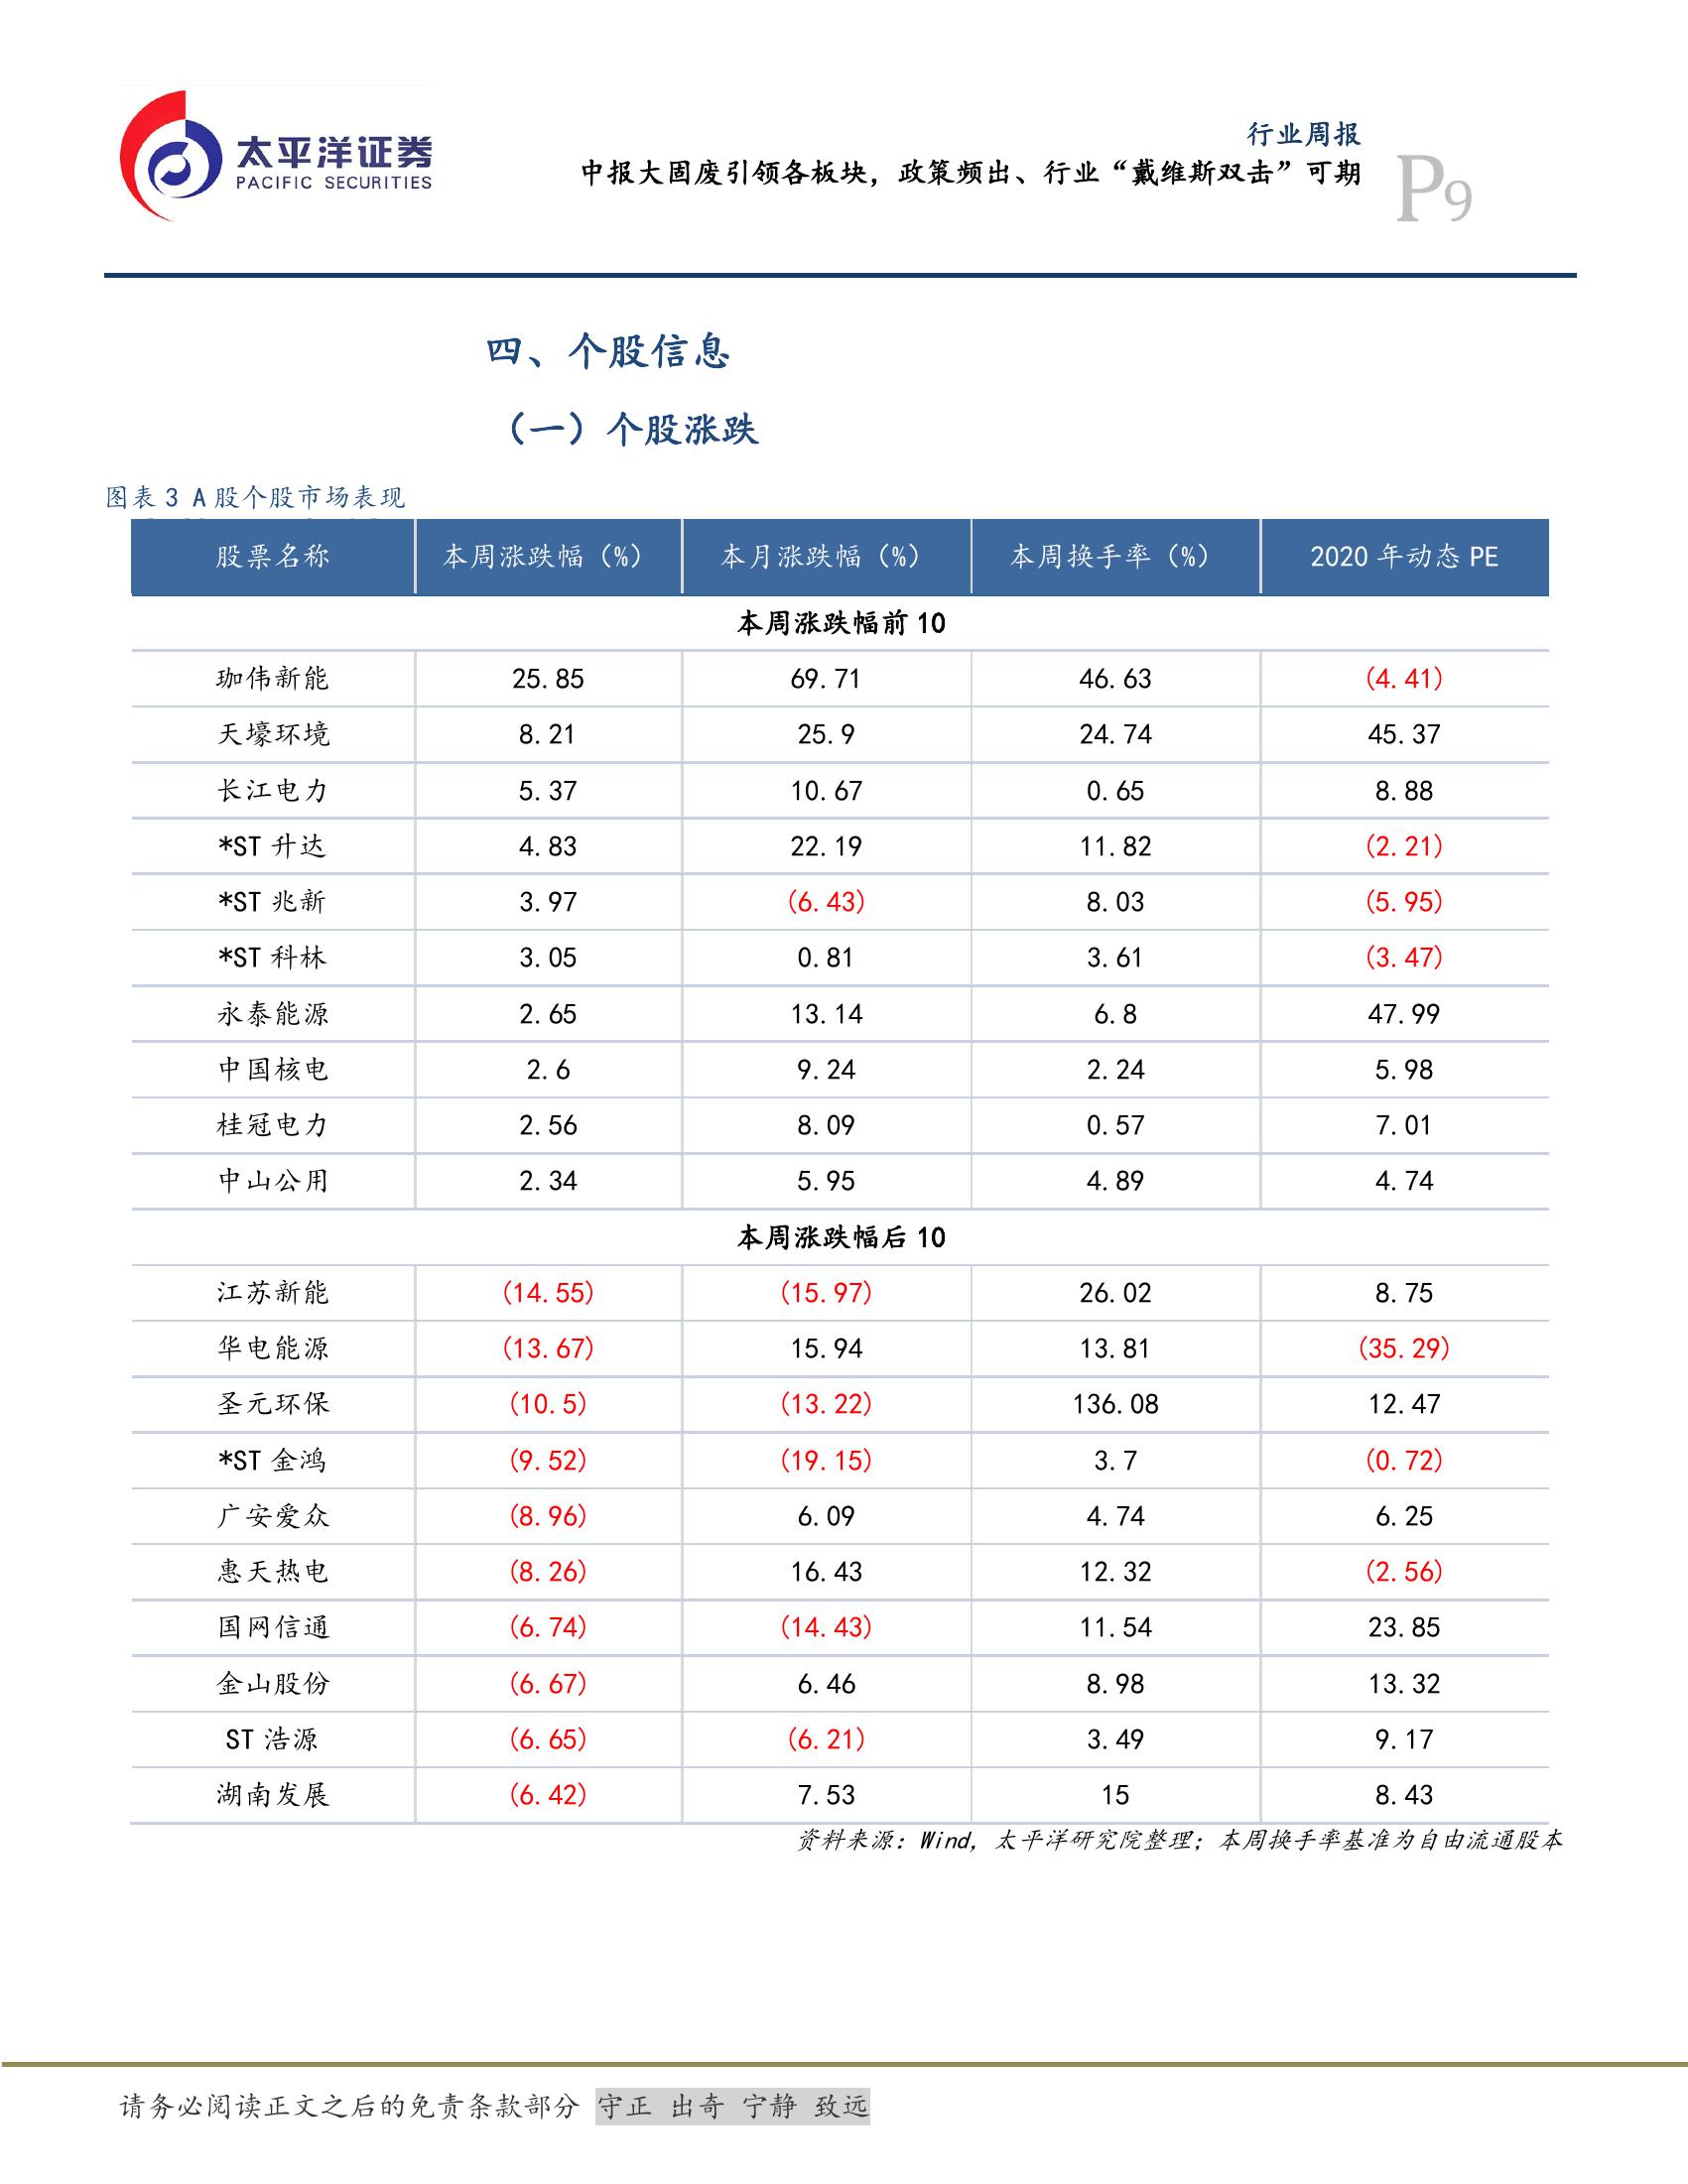 太平洋证券
PACIFIC SECURITIES
行业周报
中报大固废引领各板块，政策频出、行业“戴维斯双击”可期
P9
四、个股信息
（一）个股涨跌
图表 3 A 股个股市场表现
股票名称 本周涨跌幅（%） 本月涨跌幅（%） 本周换手率（%） 2020 年动态 PE
本周涨跌幅前 10
珈伟新能 25.85 69.71 46.63 (4.41)
天壕环境 8.21 25.9 24.74 45.37
长江电力 5.37 10.67 0.65 8.88
*ST 升达 4.83 22.19 11.82 (2.21)
*ST 兆新 3.97 (6.43) 8.03 (5.95)
*ST 科林 3.05 0.81 3.61 (3.47)
永泰能源 2.65 13.14 6.8 47.99
中国核电 2.6 9.24 2.24 5.98
桂冠电力 2.56 8.09 0.57 7.01
中山公用 2.34 5.95 4.89 4.74
本周涨跌幅后 10
江苏新能 (14.55) (15.97) 26.02 8.75
华电能源 (13.67) 15.94 13.81 (35.29)
圣元环保 (10.5) (13.22) 136.08 12.47
*ST 金鸿 (9.52) (19.15) 3.7 (0.72)
广安爱众 (8.96) 6.09 4.74 6.25
惠天热电 (8.26) 16.43 12.32 (2.56)
国网信通 (6.74) (14.43) 11.54 23.85
金山股份 (6.67) 6.46 8.98 13.32
ST 浩源 (6.65) (6.21) 3.49 9.17
湖南发展 (6.42) 7.53 15 8.43
资料来源：Wind, 太平洋研究院整理；本周换手率基准为自由流通股本
请务必阅读正文之后的免责条款部分 守正 出奇 宁静 致远